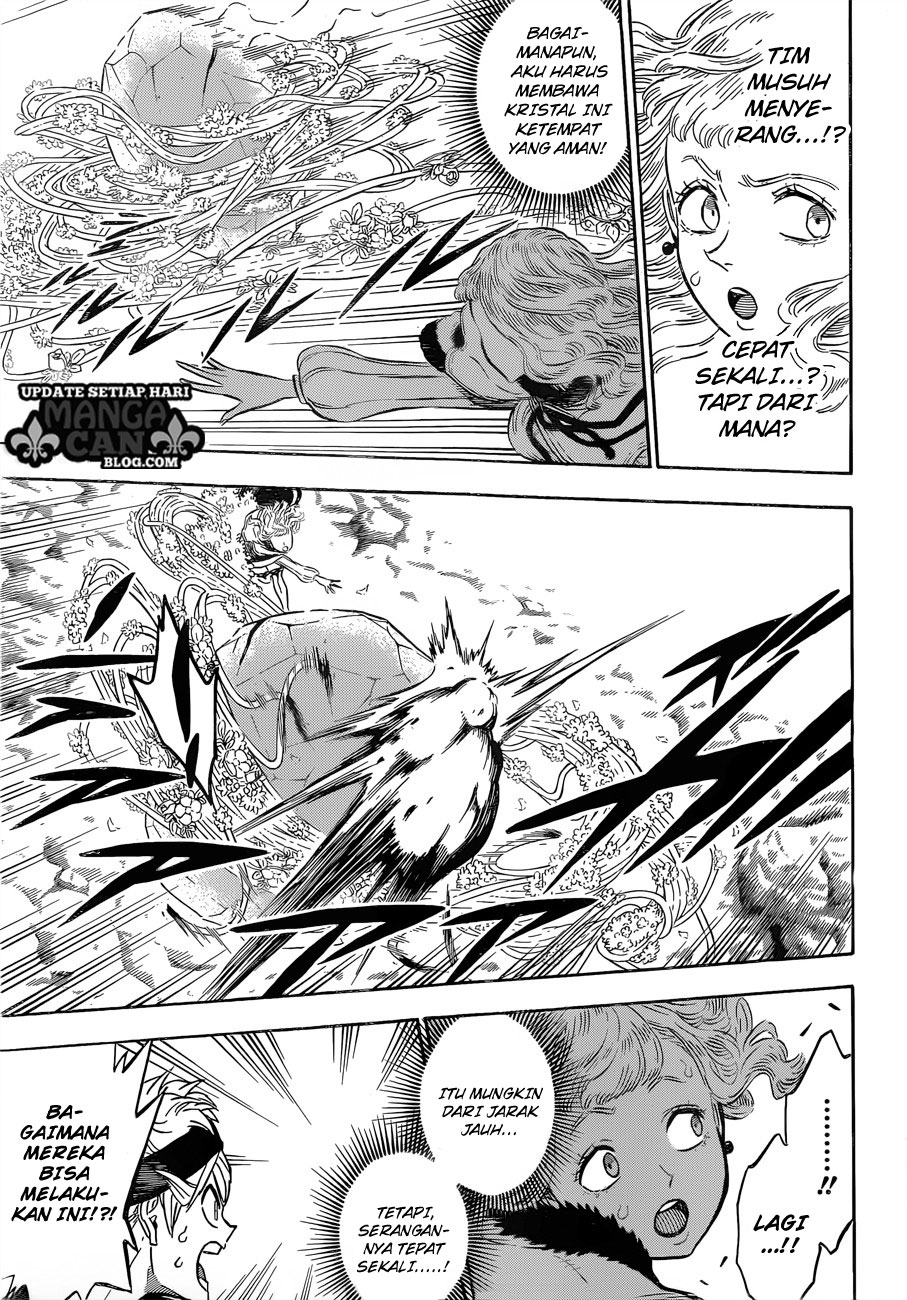 TIM
MUSUH
MENYE-
RANG...!?
CEPAT
SEKALI...?
TAPI DARI
MANA?
BAGAI-
MANAPUN,
AKU HARUS
MEMBAWA
KRISTAL INI
KETEMPAT
YANG AMAN!
UPDATE SETIAP HARI
MANGA
CAN
BLOG.COM
.......!!
LAGI
...!!
ITU MUNGKIN
DARI JARAK
JAUH...
TETAPI,
SERANGAN-
NYA TEPAT
SEKALI.....!
BA-
GAIMANA
MEREKA
BISA
MELAKU-
KAN INI!?!